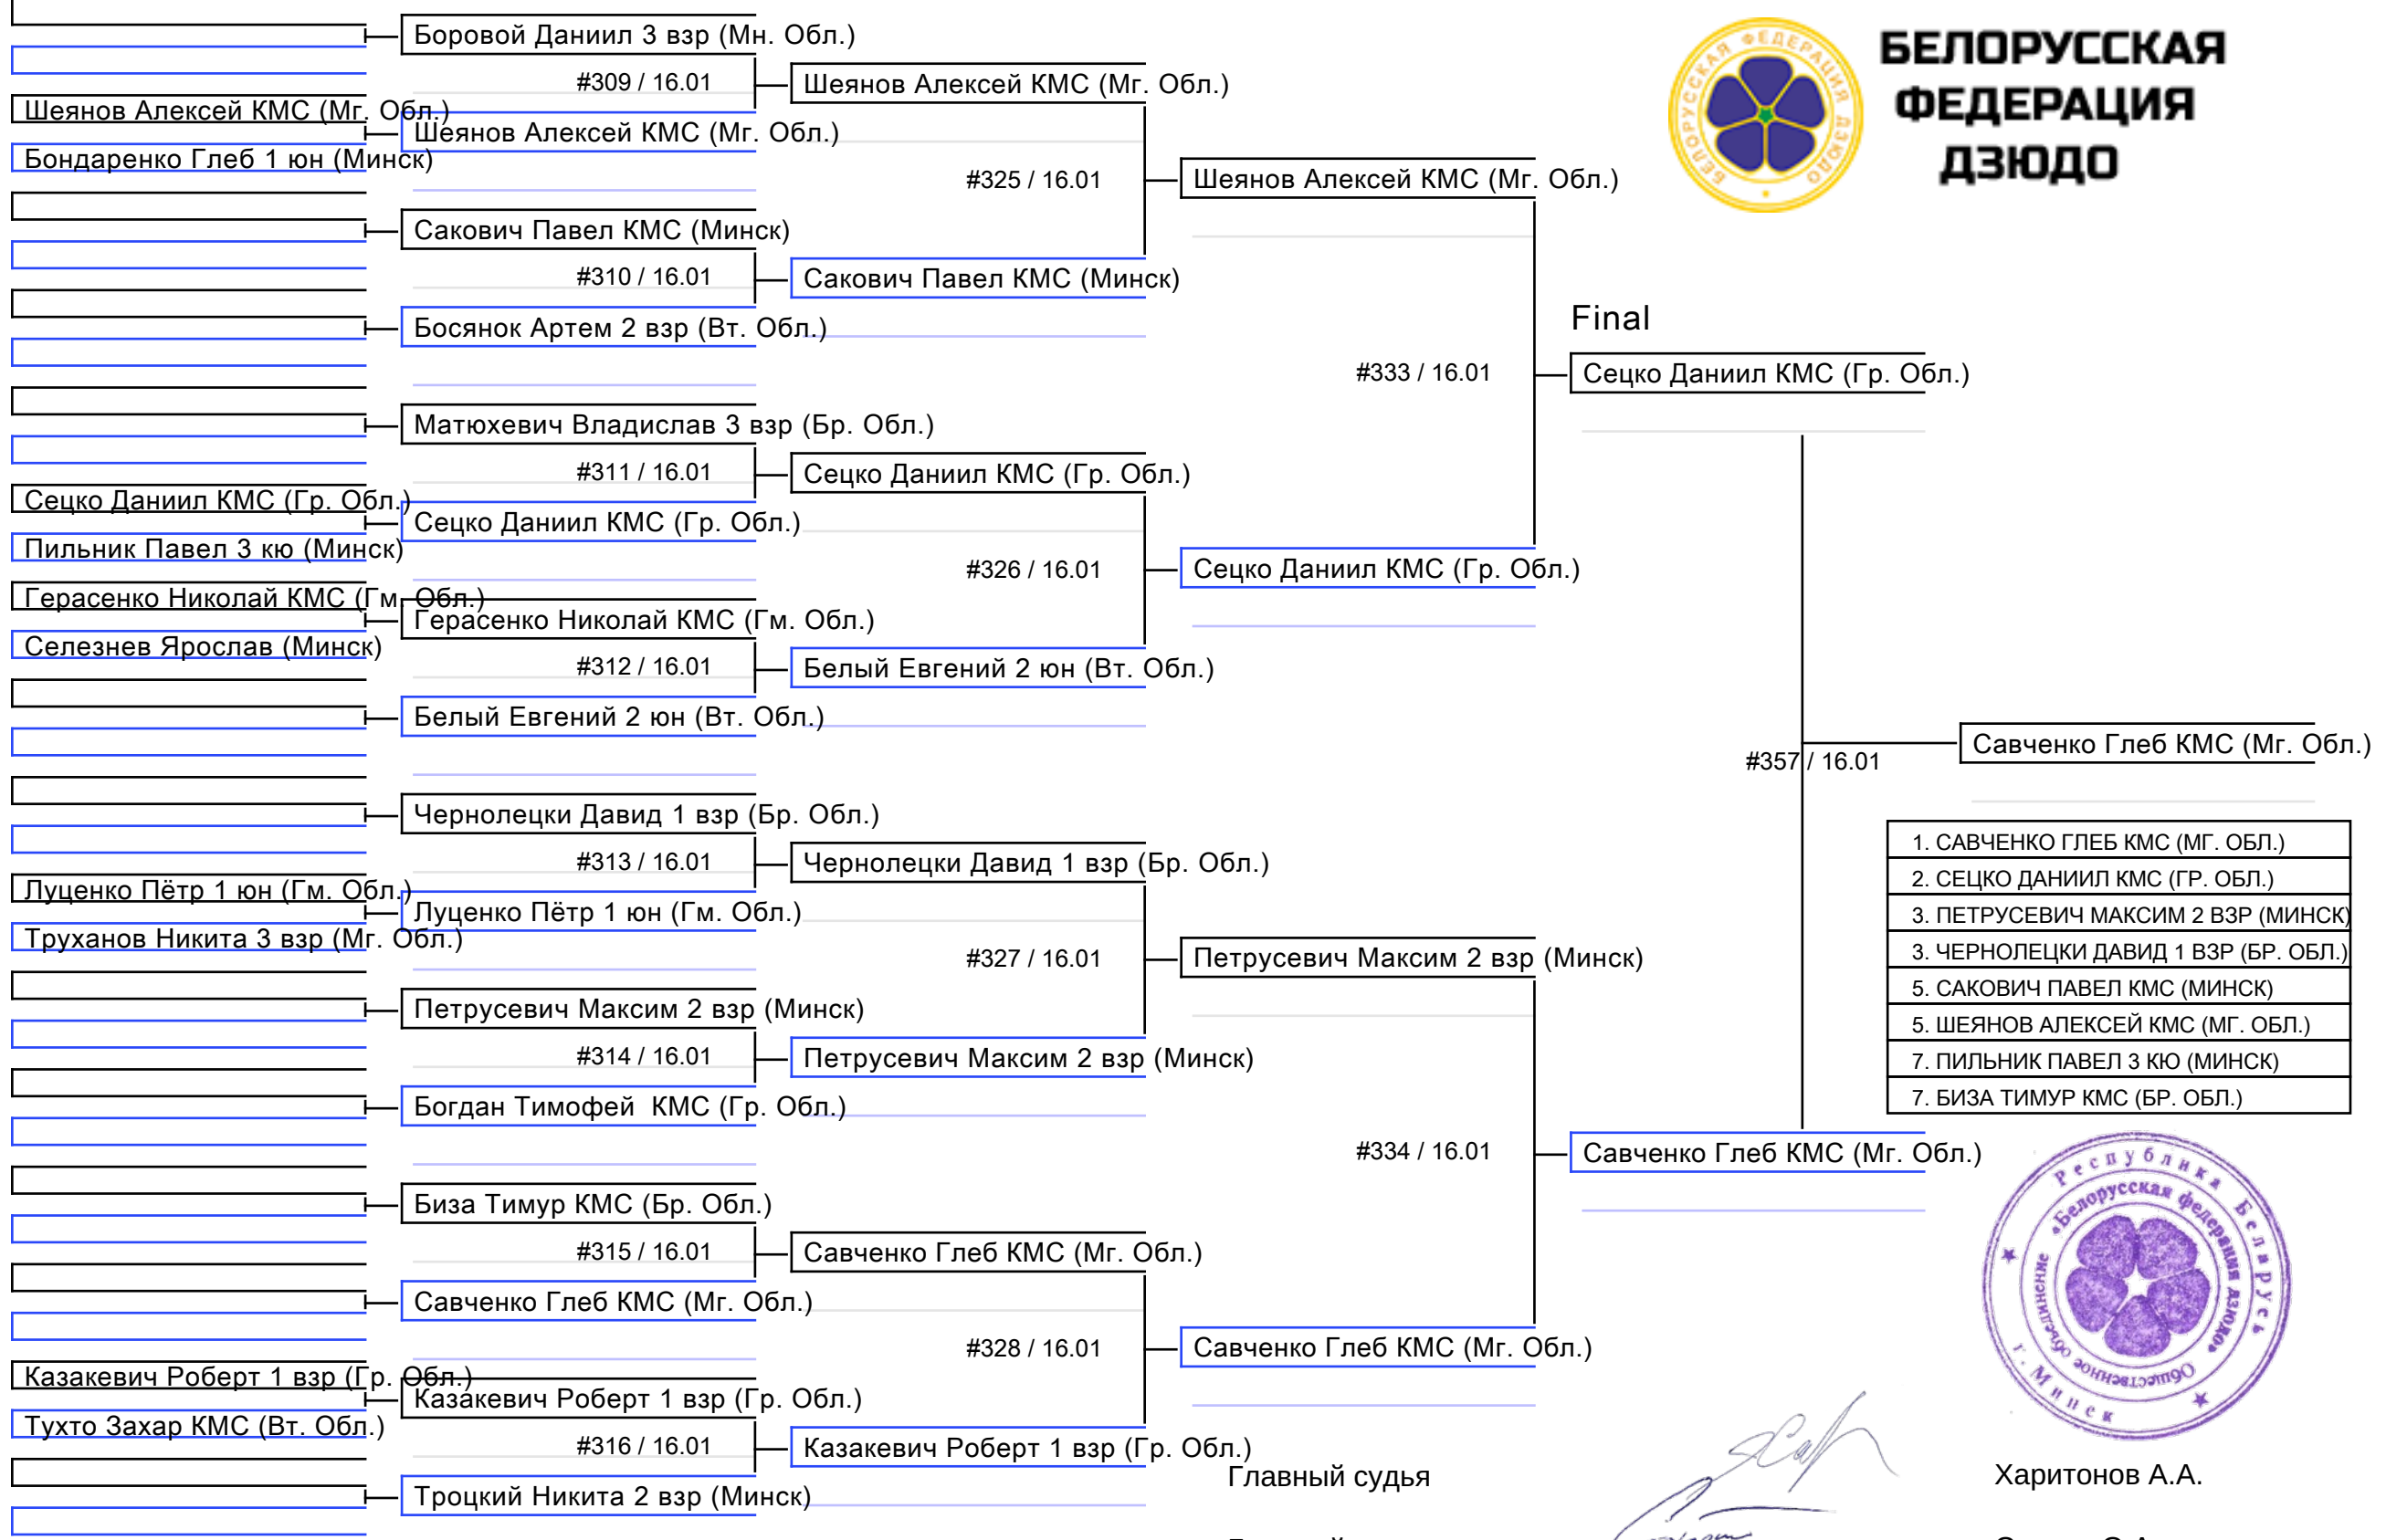 Шеянов Алексей КМС (Мг. Обл.)
Бондаренко Глеб 1 юн (Минск)
Сецко Даниил КМС (Гр. Обл.)
Пильник Павел 3 кю (Минск)
Герасенко Николай КМС (Гм. Обл.)
Селезнев Ярослав (Минск)
Луценко Пётр 1 юн (Гм. Обл.)
Труханов Никита 3 взр (Мг. Обл.)
Казакевич Роберт 1 взр (Гр. Обл.)
Тухто Захар КМС (Вт. Обл.)
Боровой Даниил 3 взр (Мн. Обл.)
#309 / 16.01
Шеянов Алексей КМС (Мг. Обл.)
Сакович Павел КМС (Минск)
#310 / 16.01
Босянок Артем 2 взр (Вт. Обл.)
Матюхевич Владислав 3 взр (Бр. Обл.)
#311 / 16.01
Сецко Даниил КМС (Гр. Обл.)
Герасенко Николай КМС (Гм. Обл.)
#312 / 16.01
Белый Евгений 2 юн (Вт. Обл.)
Чернолецки Давид 1 взр (Бр. Обл.)
#313 / 16.01
Луценко Пётр 1 юн (Гм. Обл.)
Петрусевич Максим 2 взр (Минск)
#314 / 16.01
Богдан Тимофей  КМС (Гр. Обл.)
Биза Тимур КМС (Бр. Обл.)
#315 / 16.01
Савченко Глеб КМС (Мг. Обл.)
Казакевич Роберт 1 взр (Гр. Обл.)
#316 / 16.01
Троцкий Никита 2 взр (Минск)
Шеянов Алексей КМС (Мг. Обл.)
#325 / 16.01
Сакович Павел КМС (Минск)
Сецко Даниил КМС (Гр. Обл.)
#326 / 16.01
Белый Евгений 2 юн (Вт. Обл.)
Чернолецки Давид 1 взр (Бр. Обл.)
#327 / 16.01
Петрусевич Максим 2 взр (Минск)
Савченко Глеб КМС (Мг. Обл.)
#328 / 16.01
Казакевич Роберт 1 взр (Гр. Обл.)
Шеянов Алексей КМС (Мг. Обл.)
#333 / 16.01
Сецко Даниил КМС (Гр. Обл.)
Петрусевич Максим 2 взр (Минск)
#334 / 16.01
Савченко Глеб КМС (Мг. Обл.)
Final
Сецко Даниил КМС (Гр. Обл.)
#357 / 16.01
Савченко Глеб КМС (Мг. Обл.)
Савченко Глеб КМС (Мг. Обл.)
БЕЛОРУССКАЯ ФЕДЕРАЦИЯ ДЗЮДО
БЕЛОРУССКАЯ
ФЕДЕРАЦИЯ
ДЗЮДО
1. САВЧЕНКО ГЛЕБ КМС (МГ. ОБЛ.)
2. СЕЦКО ДАНИИЛ КМС (ГР. ОБЛ.)
3. ПЕТРУСЕВИЧ МАКСИМ 2 ВЗР (МИНСК)
3. ЧЕРНОЛЕЦКИ ДАВИД 1 ВЗР (БР. ОБЛ.)
5. САКОВИЧ ПАВЕЛ КМС (МИНСК)
5. ШЕЯНОВ АЛЕКСЕЙ КМС (МГ. ОБЛ.)
7. ПИЛЬНИК ПАВЕЛ 3 КЮ (МИНСК)
7. БИЗА ТИМУР КМС (БР. ОБЛ.)
Республика Беларусь
г. Минск
Общественное объединение
«Белорусская федерация дзюдо»
Главный судья
Харитонов А.А.